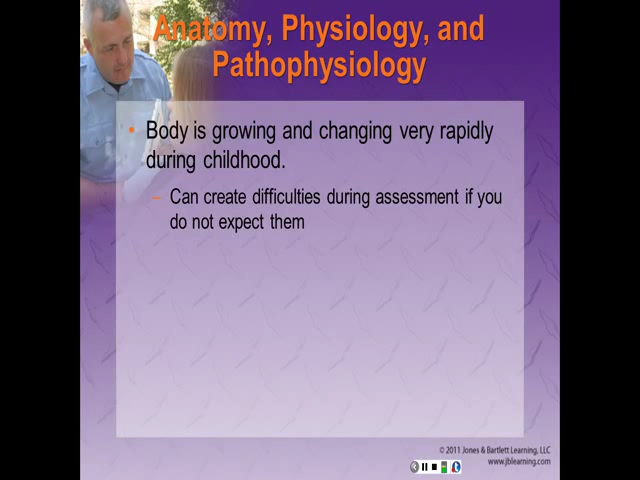 Anatomy, Physiology, and
Pathophysiology
• Body is growing and changing very rapidly
during childhood.
– Can create difficulties during assessment if you
do not expect them
© 2011 Jones & Bartlett Learning, LLC
www.jblearning.com